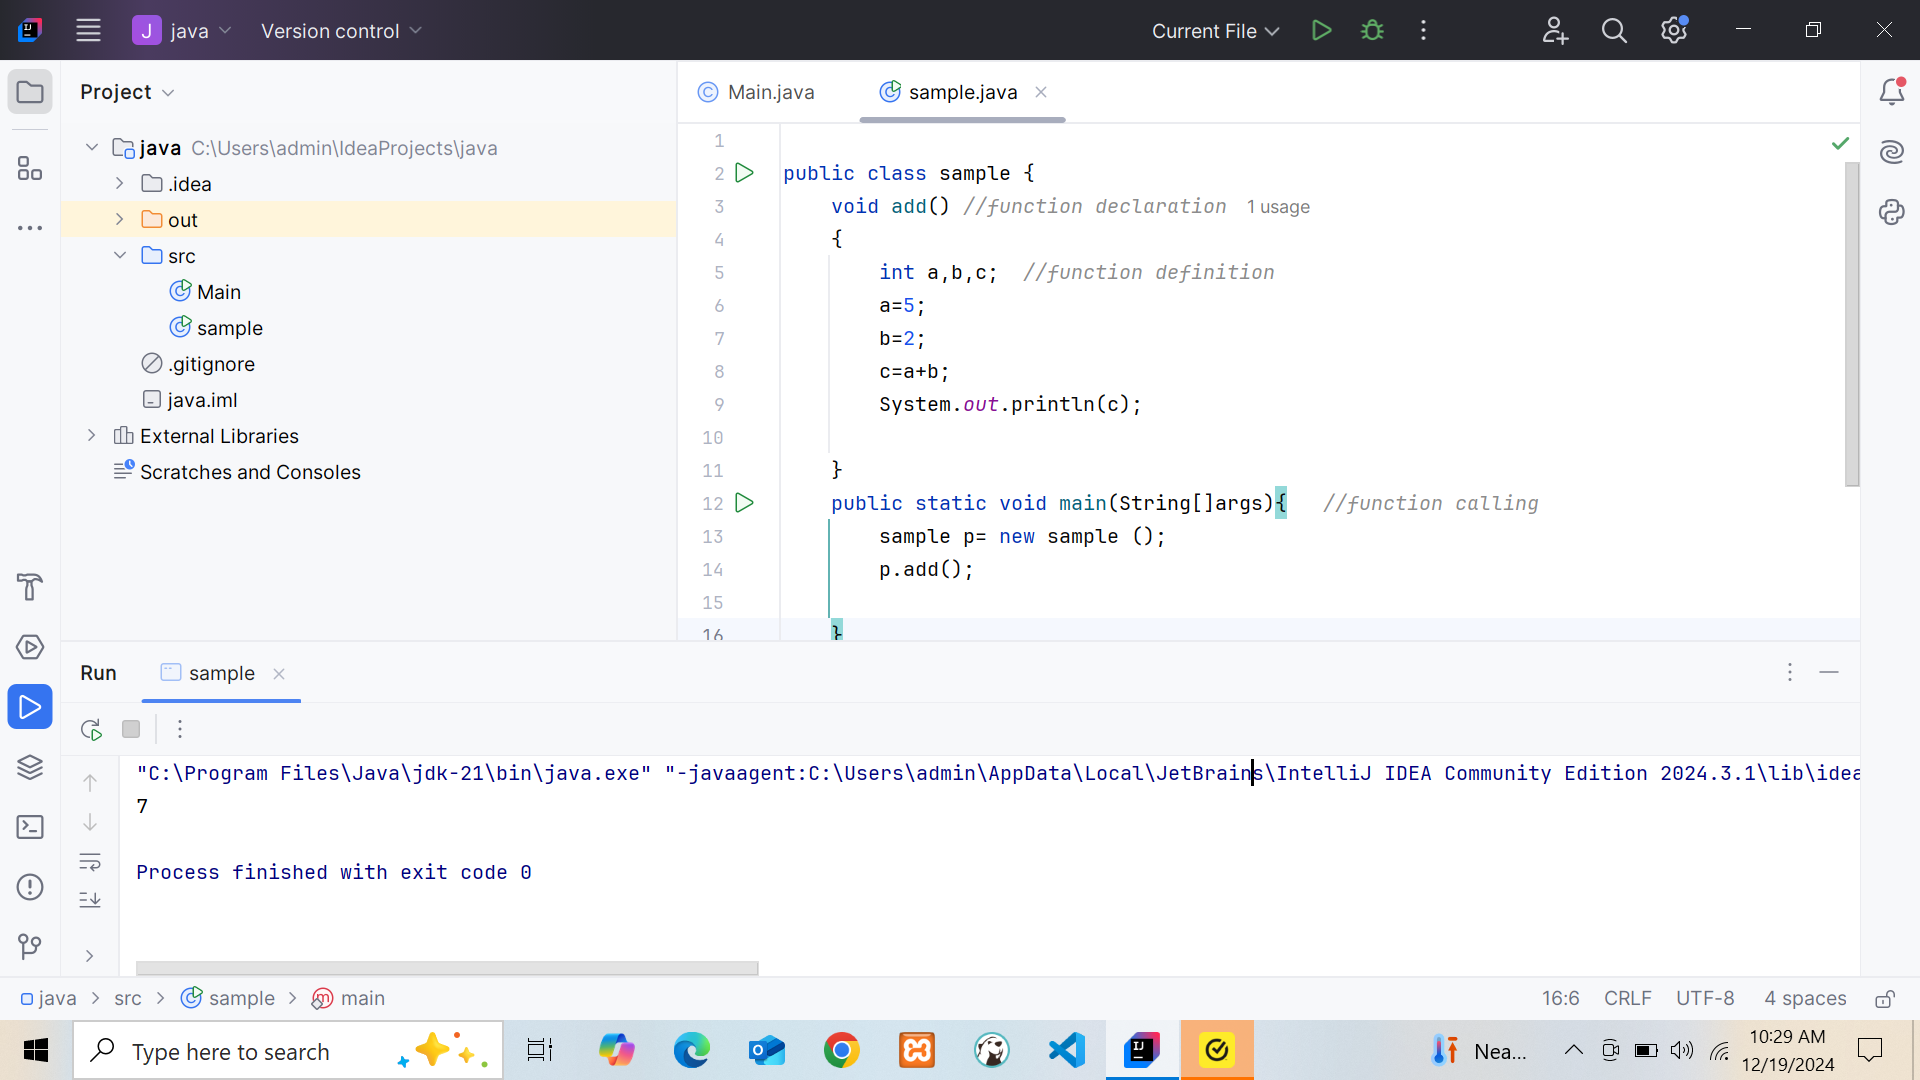 J java Version control Current File
Project
Main.java
sample.java
java C:\Users\admin\IdeaProjects\java
.idea
out
src
Main
sample
.gitignore
java.iml
External Libraries
Scratches and Consoles
1
2 public class sample {
3 void add() //function declaration 1 usage
4 {
5 int a,b,c; //function definition
6 a=5;
7 b=2;
8 c=a+b;
9 System.out.println(c);
10
11 }
12 public static void main(String[]args){ //function calling
13 sample p= new sample ();
14 p.add();
15
16 }
Run sample
"C:\Program Files\Java\jdk-21\bin\java.exe" "-javaagent:C:\Users\admin\AppData\Local\JetBrains\IntelliJ IDEA Community Edition 2024.3.1\lib\idea
7
Process finished with exit code 0
java > src > sample > main 16:6 CRLF UTF-8 4 spaces
Type here to search
Nea...
10:29 AM
12/19/2024